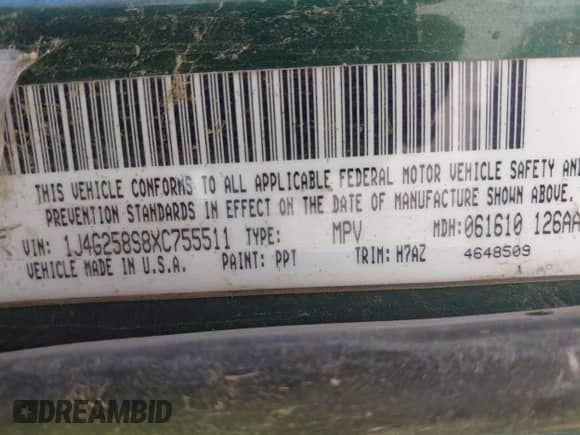 THIS VEHICLE CONFORMS TO ALL APPLICABLE FEDERAL MOTOR VEHICLE SAFETY AND
PREVENTION STANDARDS IN EFFECT ON THE DATE OF MANUFACTURE SHOWN ABOVE.
VIN: 1J4G258S8XC755511 TYPE: MPV MDH: 061610 126AA
VEHICLE MADE IN U.S.A. PAINT: PPT TRIM: H7AZ 4648509
DREAMBID